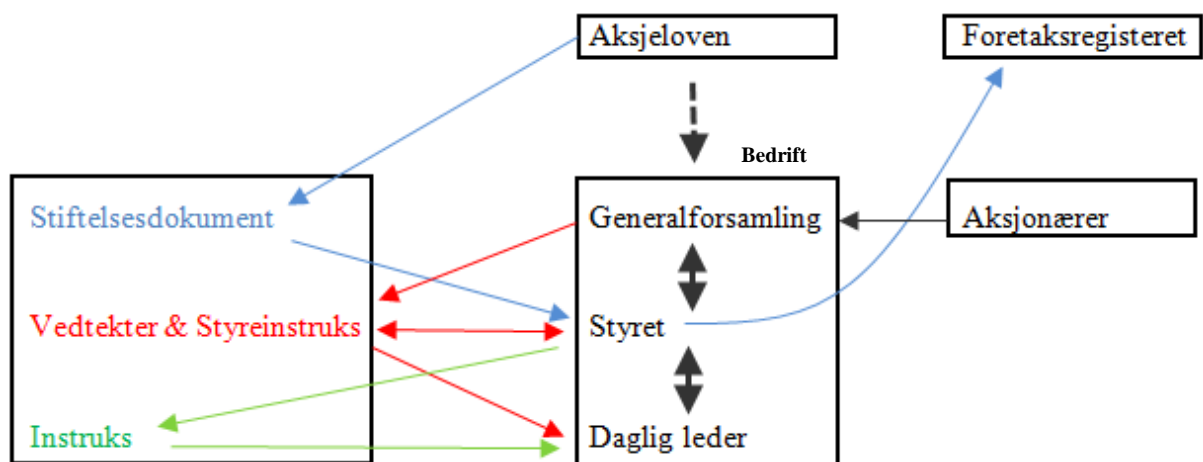 Aksjeloven
Foretaksregisteret
Bedrift
Stiftelsesdokument
Generalforsamling
Aksjonærer
Vedtekter & Styreinstruks
Styret
Instruks
Daglig leder